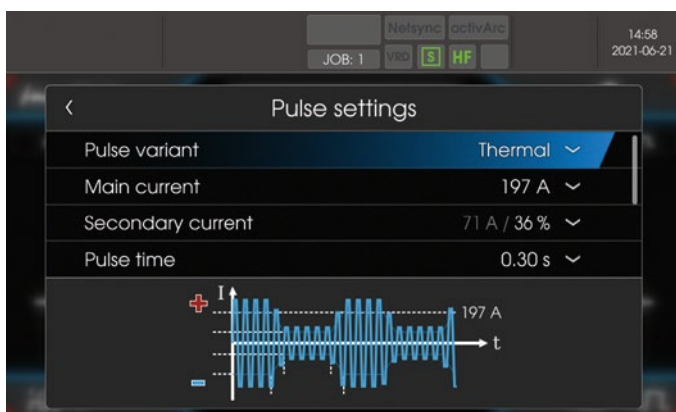 Netsync activArc
14:58
JOB: 1 VRD S HF
2021-06-21
Pulse settings
Pulse variant Thermal
Main current 197 A
Secondary current 71 A / 36 %
Pulse time 0.30 s
I
197 A
t